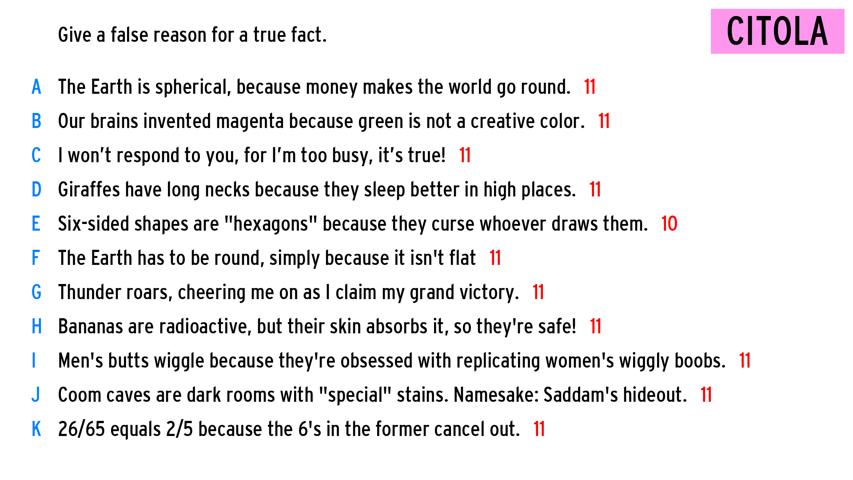 Give a false reason for a true fact.
CITOLA
A The Earth is spherical, because money makes the world go round. 11
B Our brains invented magenta because green is not a creative color. 11
C I won't respond to you, for I'm too busy, it's true! 11
D Giraffes have long necks because they sleep better in high places. 11
E Six-sided shapes are "hexagons" because they curse whoever draws them. 10
F The Earth has to be round, simply because it isn't flat 11
G Thunder roars, cheering me on as I claim my grand victory. 11
H Bananas are radioactive, but their skin absorbs it, so they're safe! 11
I Men's butts wiggle because they're obsessed with replicating women's wiggly boobs. 11
J Coom caves are dark rooms with "special" stains. Namesake: Saddam's hideout. 11
K 26/65 equals 2/5 because the 6's in the former cancel out. 11